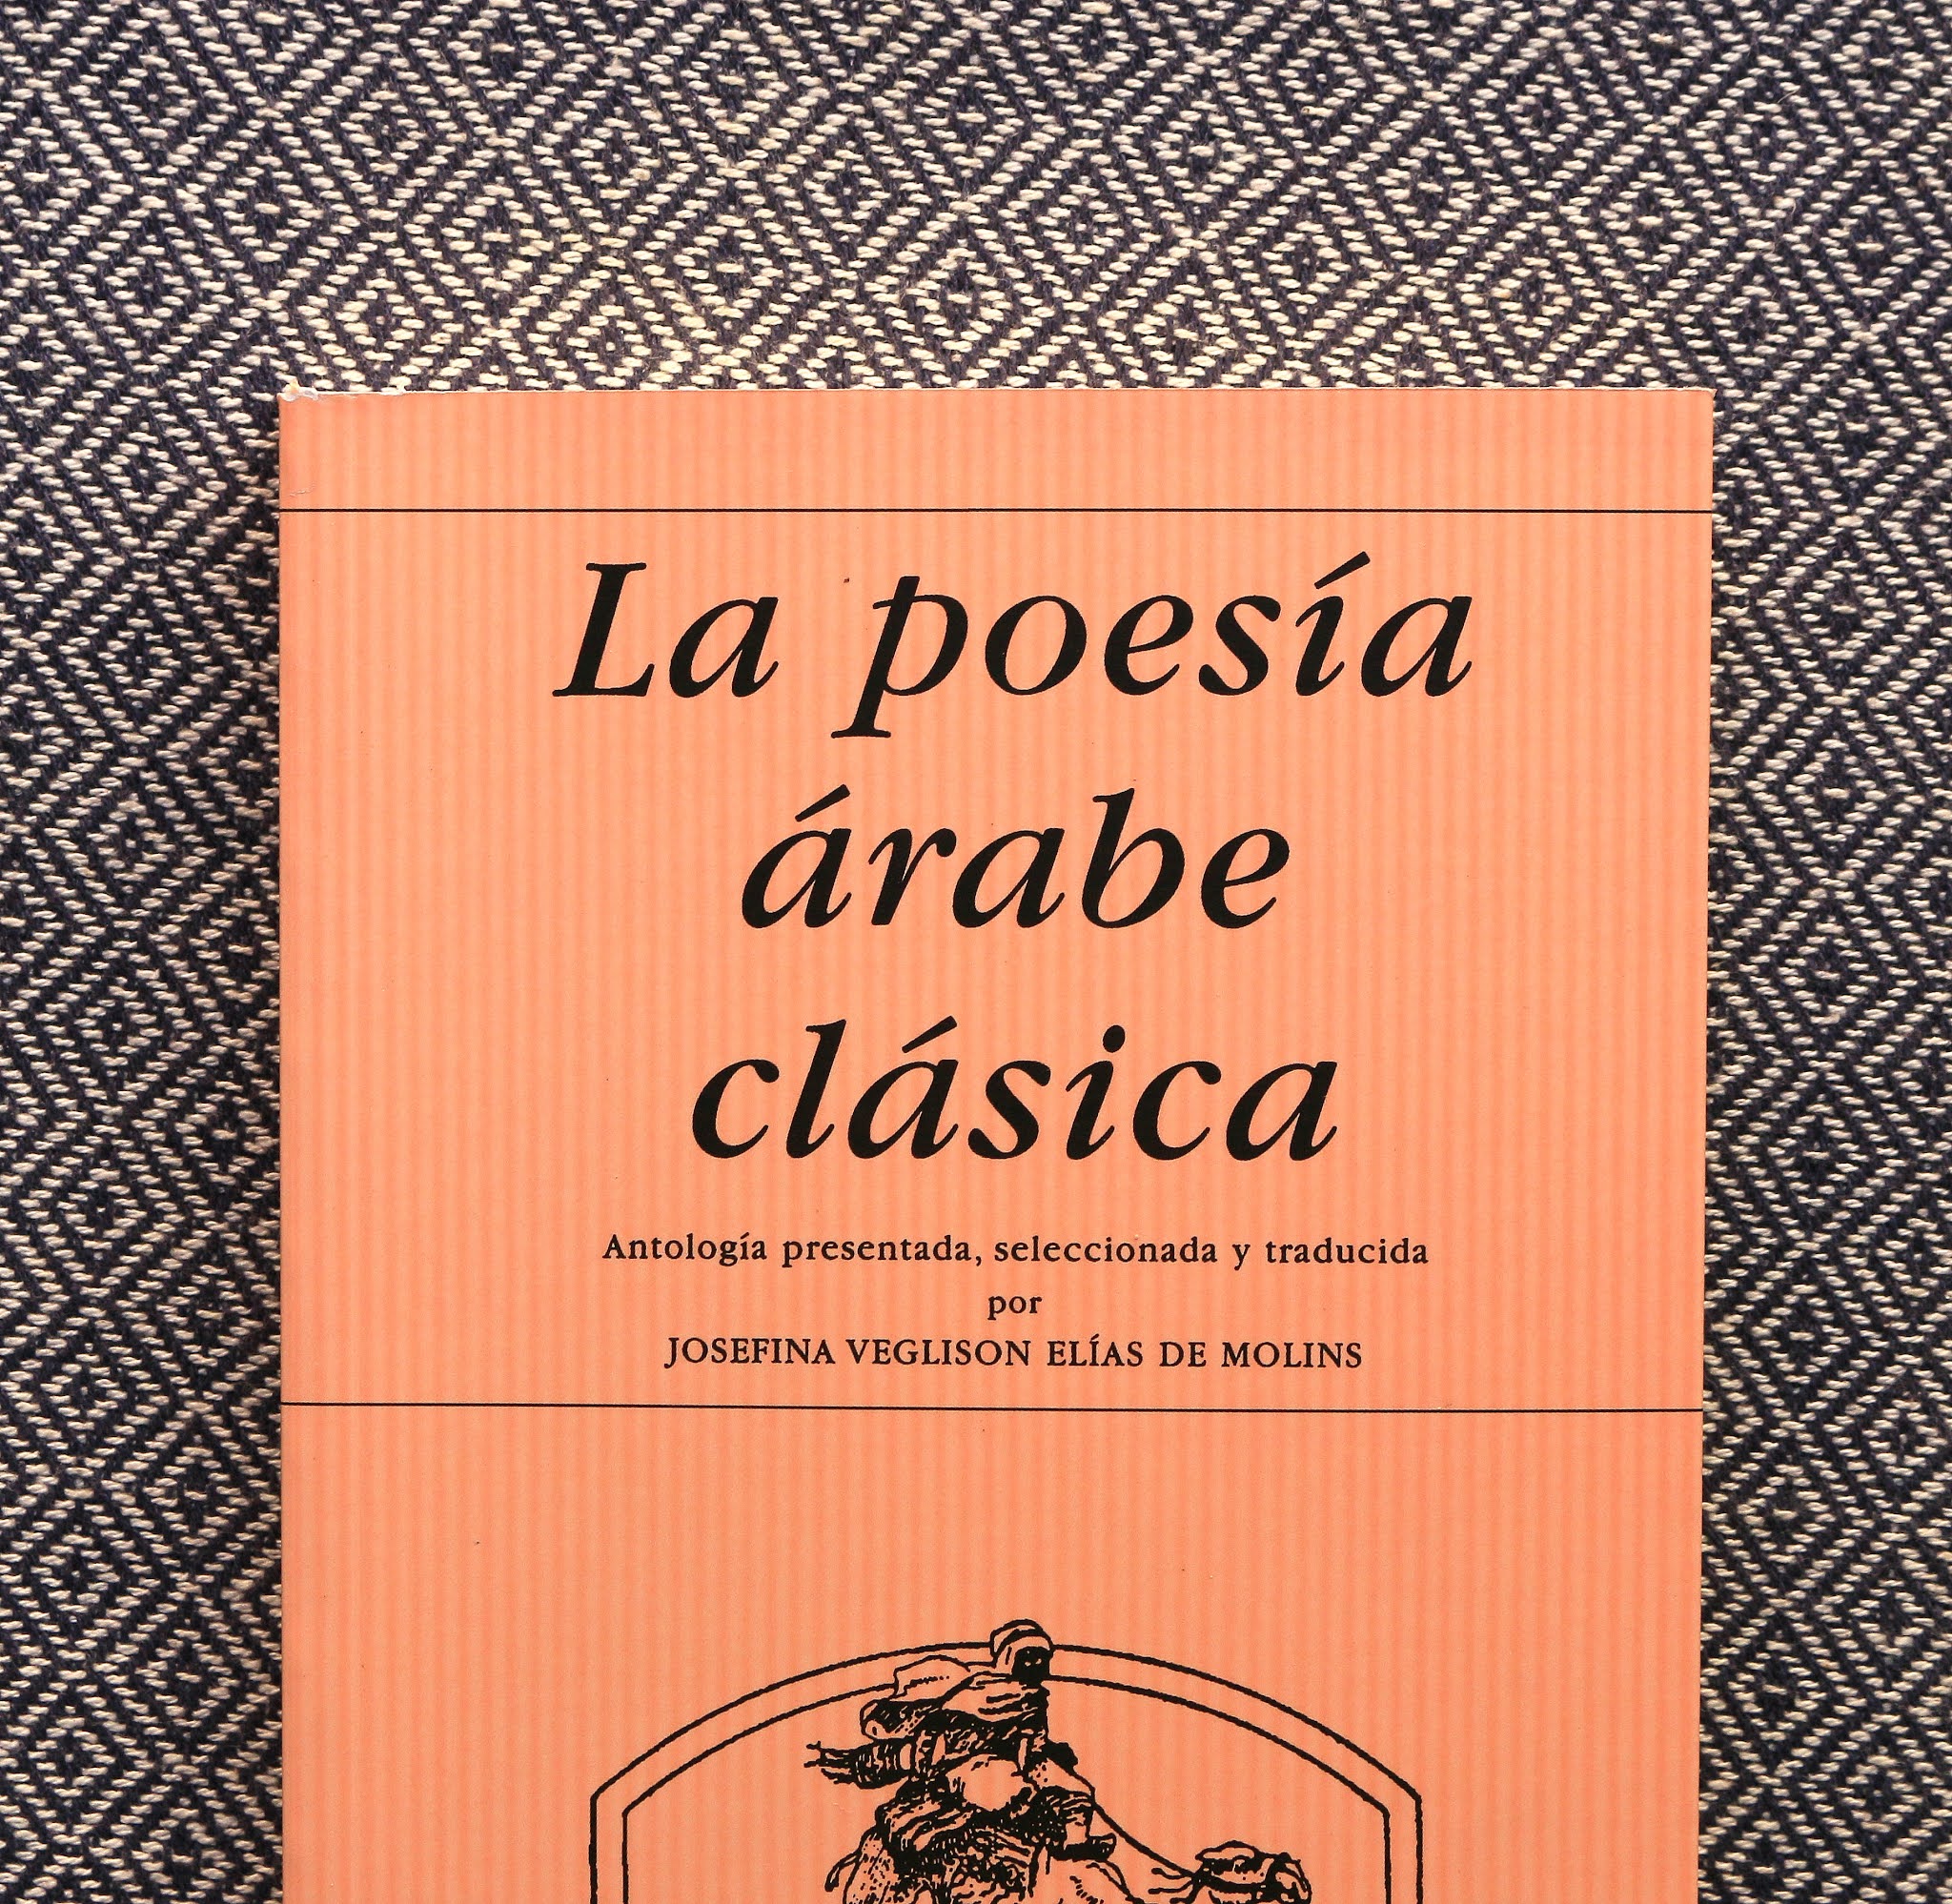 La poesía
árabe
clásica
Antología presentada, seleccionada y traducida
por
JOSEFINA VEGLISON ELÍAS DE MOLINS